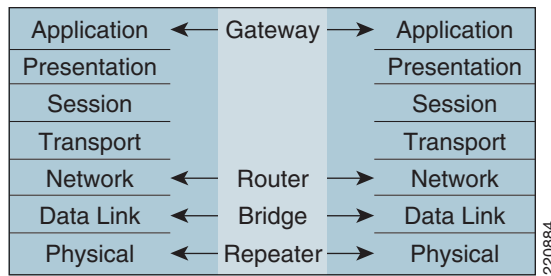 Application Gateway Application
Presentation Presentation
Session Session
Transport Transport
Network Router Network
Data Link Bridge Data Link
Physical Repeater Physical
220884